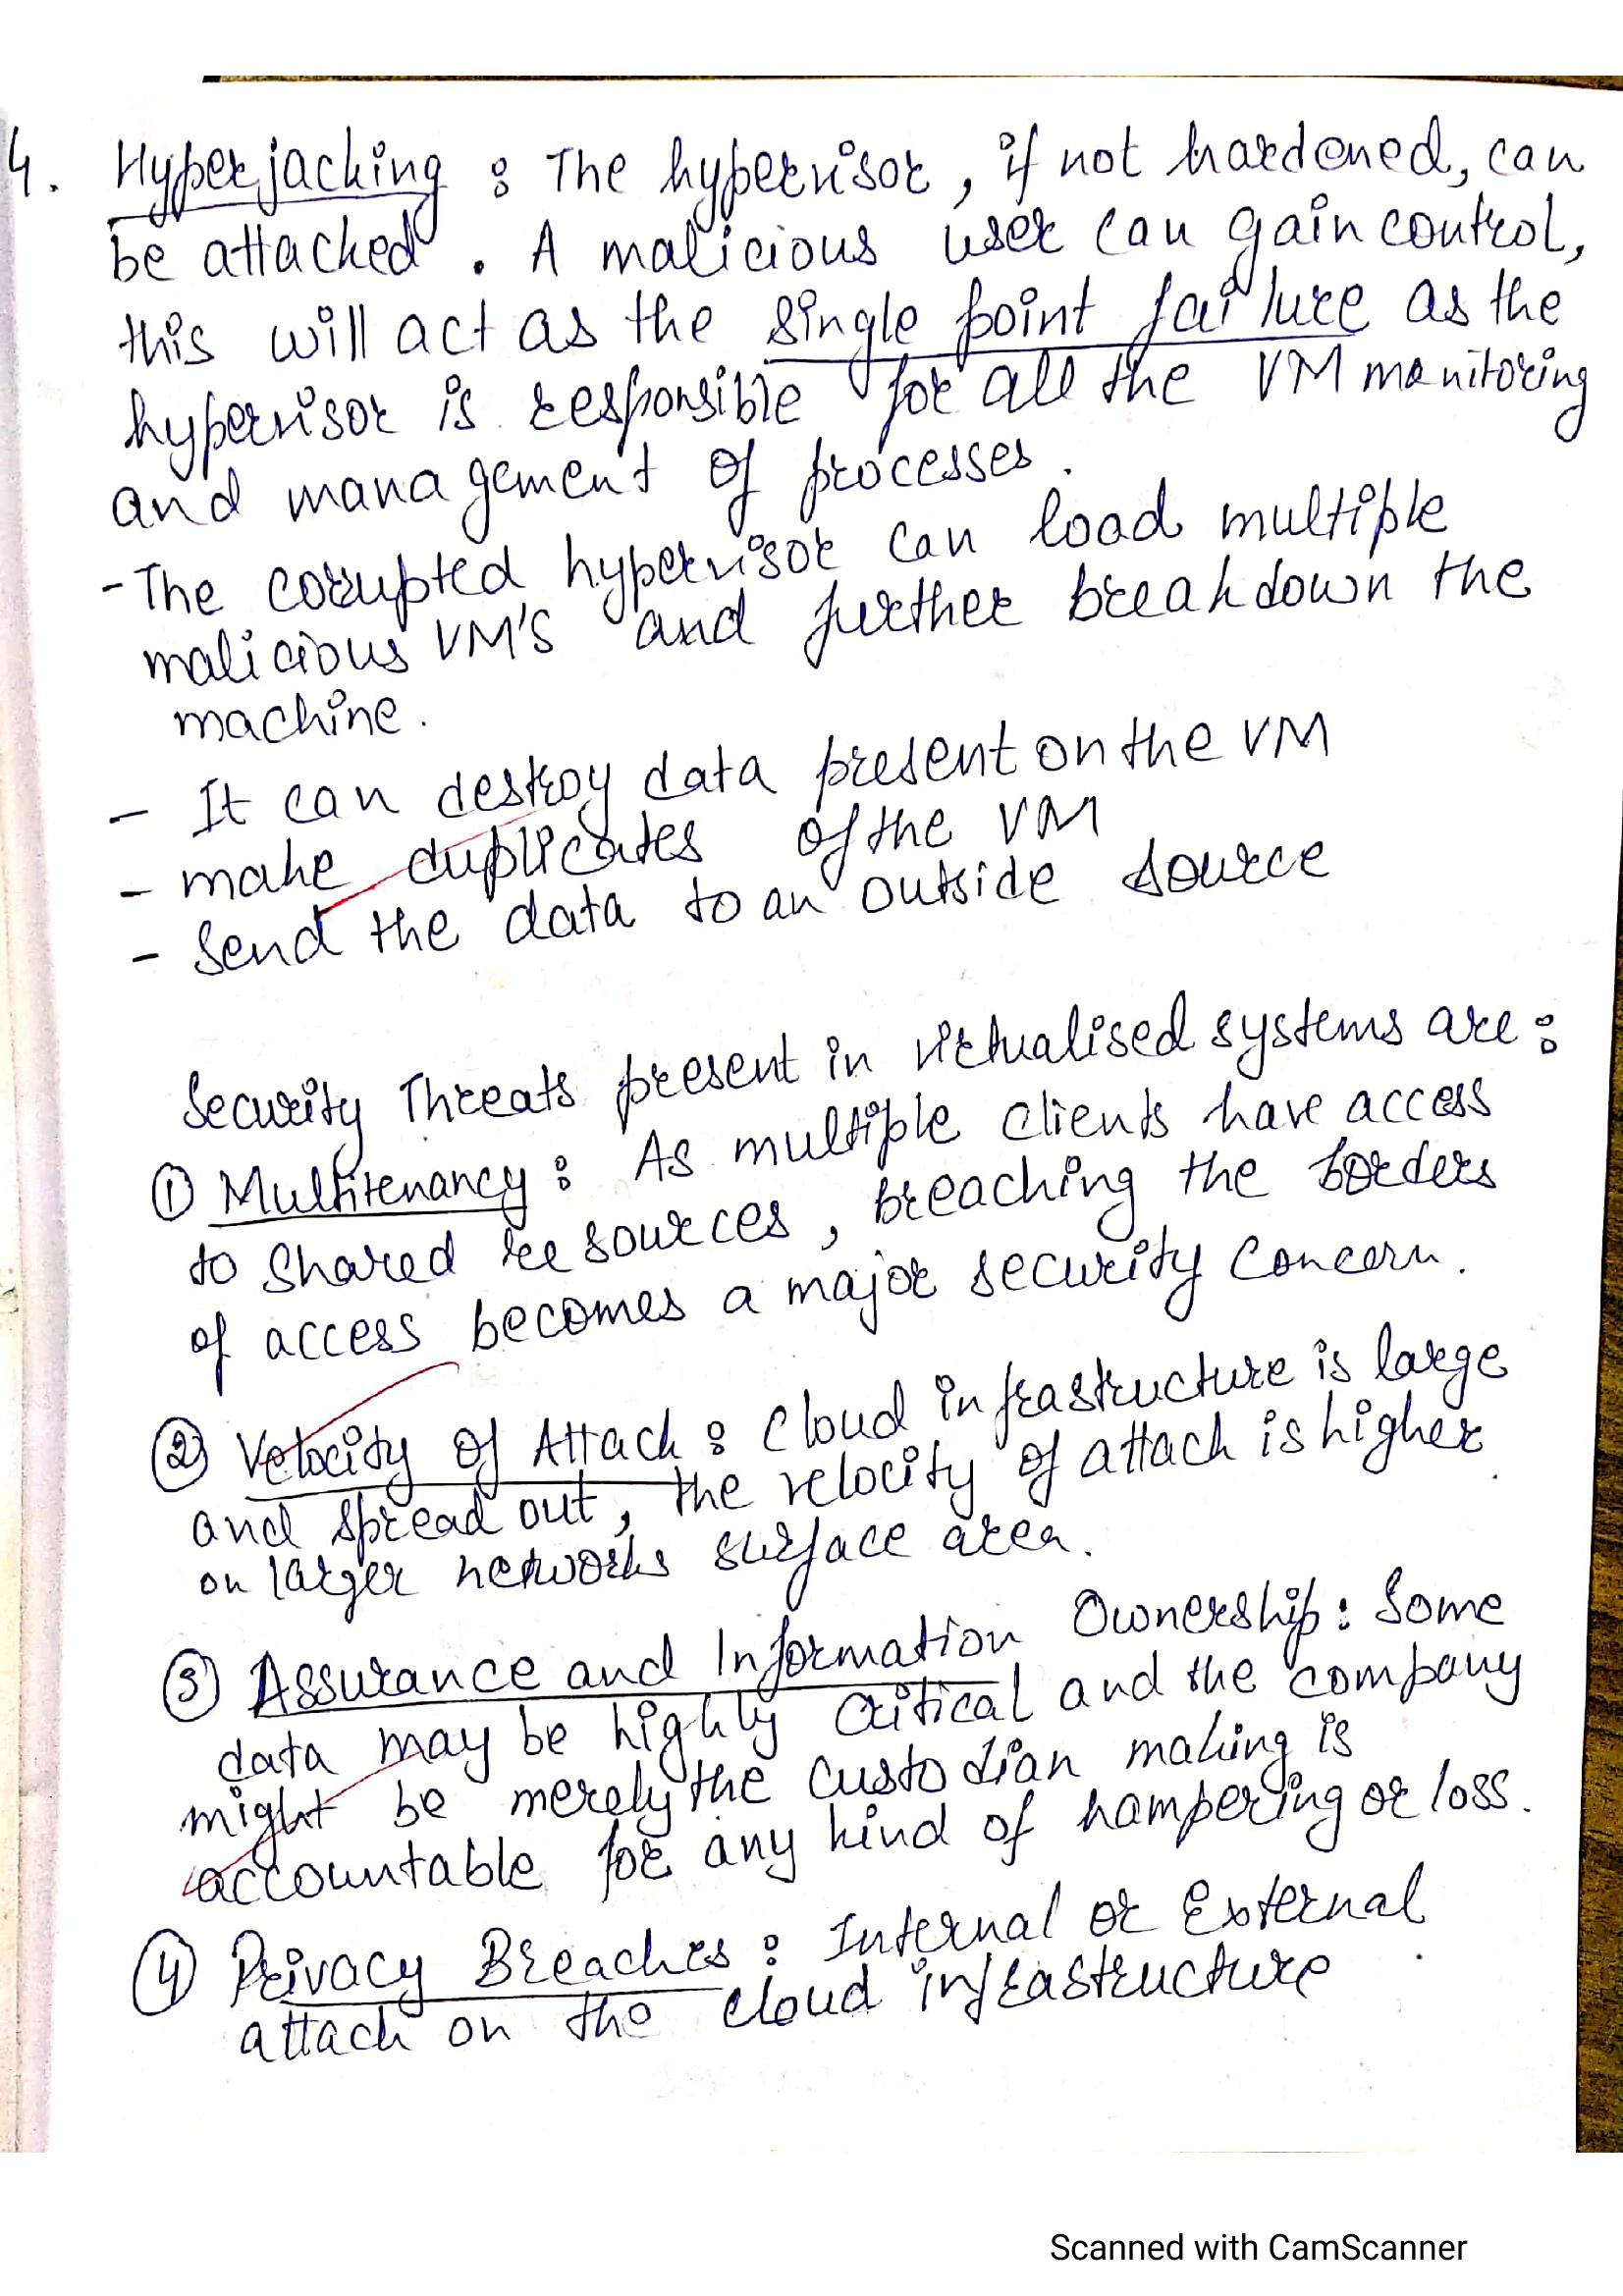 4. Hyperjacking : The hypervisor, if not hardened, can
be attacked. A malicious user can gain control,
this will act as the single point failure as the
hypervisor is responsible for all the VM monitoring
and management of processes.
- The corrupted hypervisor can load multiple
malicious VM's and further breakdown the
machine.
- It can destroy data present on the VM
- make duplicates of the VM
- Send the data to an outside source
Security Threats present in virtualised systems are :
① Multitenancy : As multiple clients have access
to shared resources, breaching the borders
of access becomes a major security concern.
② Velocity of Attack : Cloud infrastructure is large
and spread out, the velocity of attack is higher
on larger networks surface area.
③ Assurance and Information Ownership : Some
data may be highly critical and the company
might be merely the custodian making is
accountable for any kind of hampering or loss.
④ Privacy Breaches : Internal or External
attack on the cloud infrastructure
Scanned with CamScanner